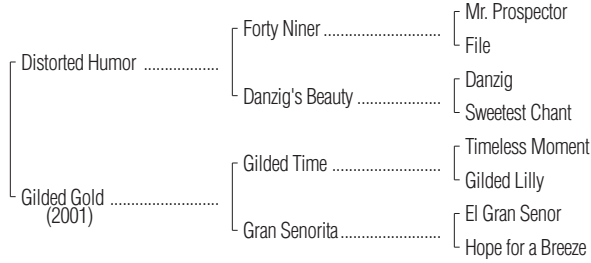 Mr. Prospector
Forty Niner ........................
File
Distorted Humor ...................
Danzig
Danzig's Beauty .....................
Sweetest Chant
Timeless Moment
Gilded Time ...........................
Gilded Lilly
Gilded Gold ...........................
(2001)
El Gran Senor
Gran Senorita.........................
Hope for a Breeze